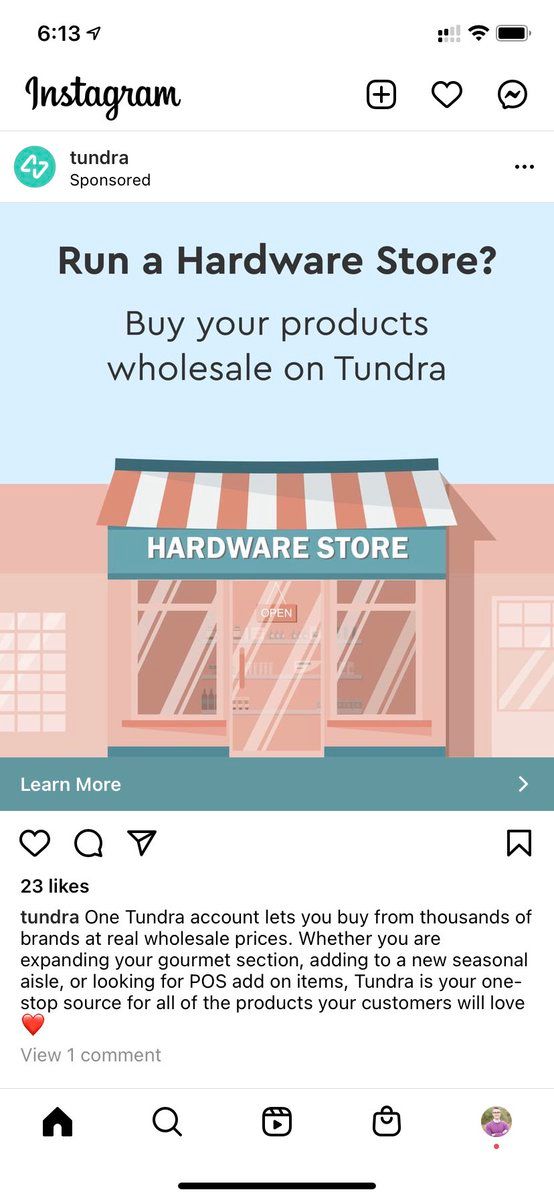 6:13
Instagram
tundra
Sponsored
Run a Hardware Store?
Buy your products
wholesale on Tundra
HARDWARE STORE
OPEN
Learn More
23 likes
tundra One Tundra account lets you buy from thousands of
brands at real wholesale prices. Whether you are
expanding your gourmet section, adding to a new seasonal
aisle, or looking for POS add on items, Tundra is your one-
stop source for all of the products your customers will love
❤️
View 1 comment